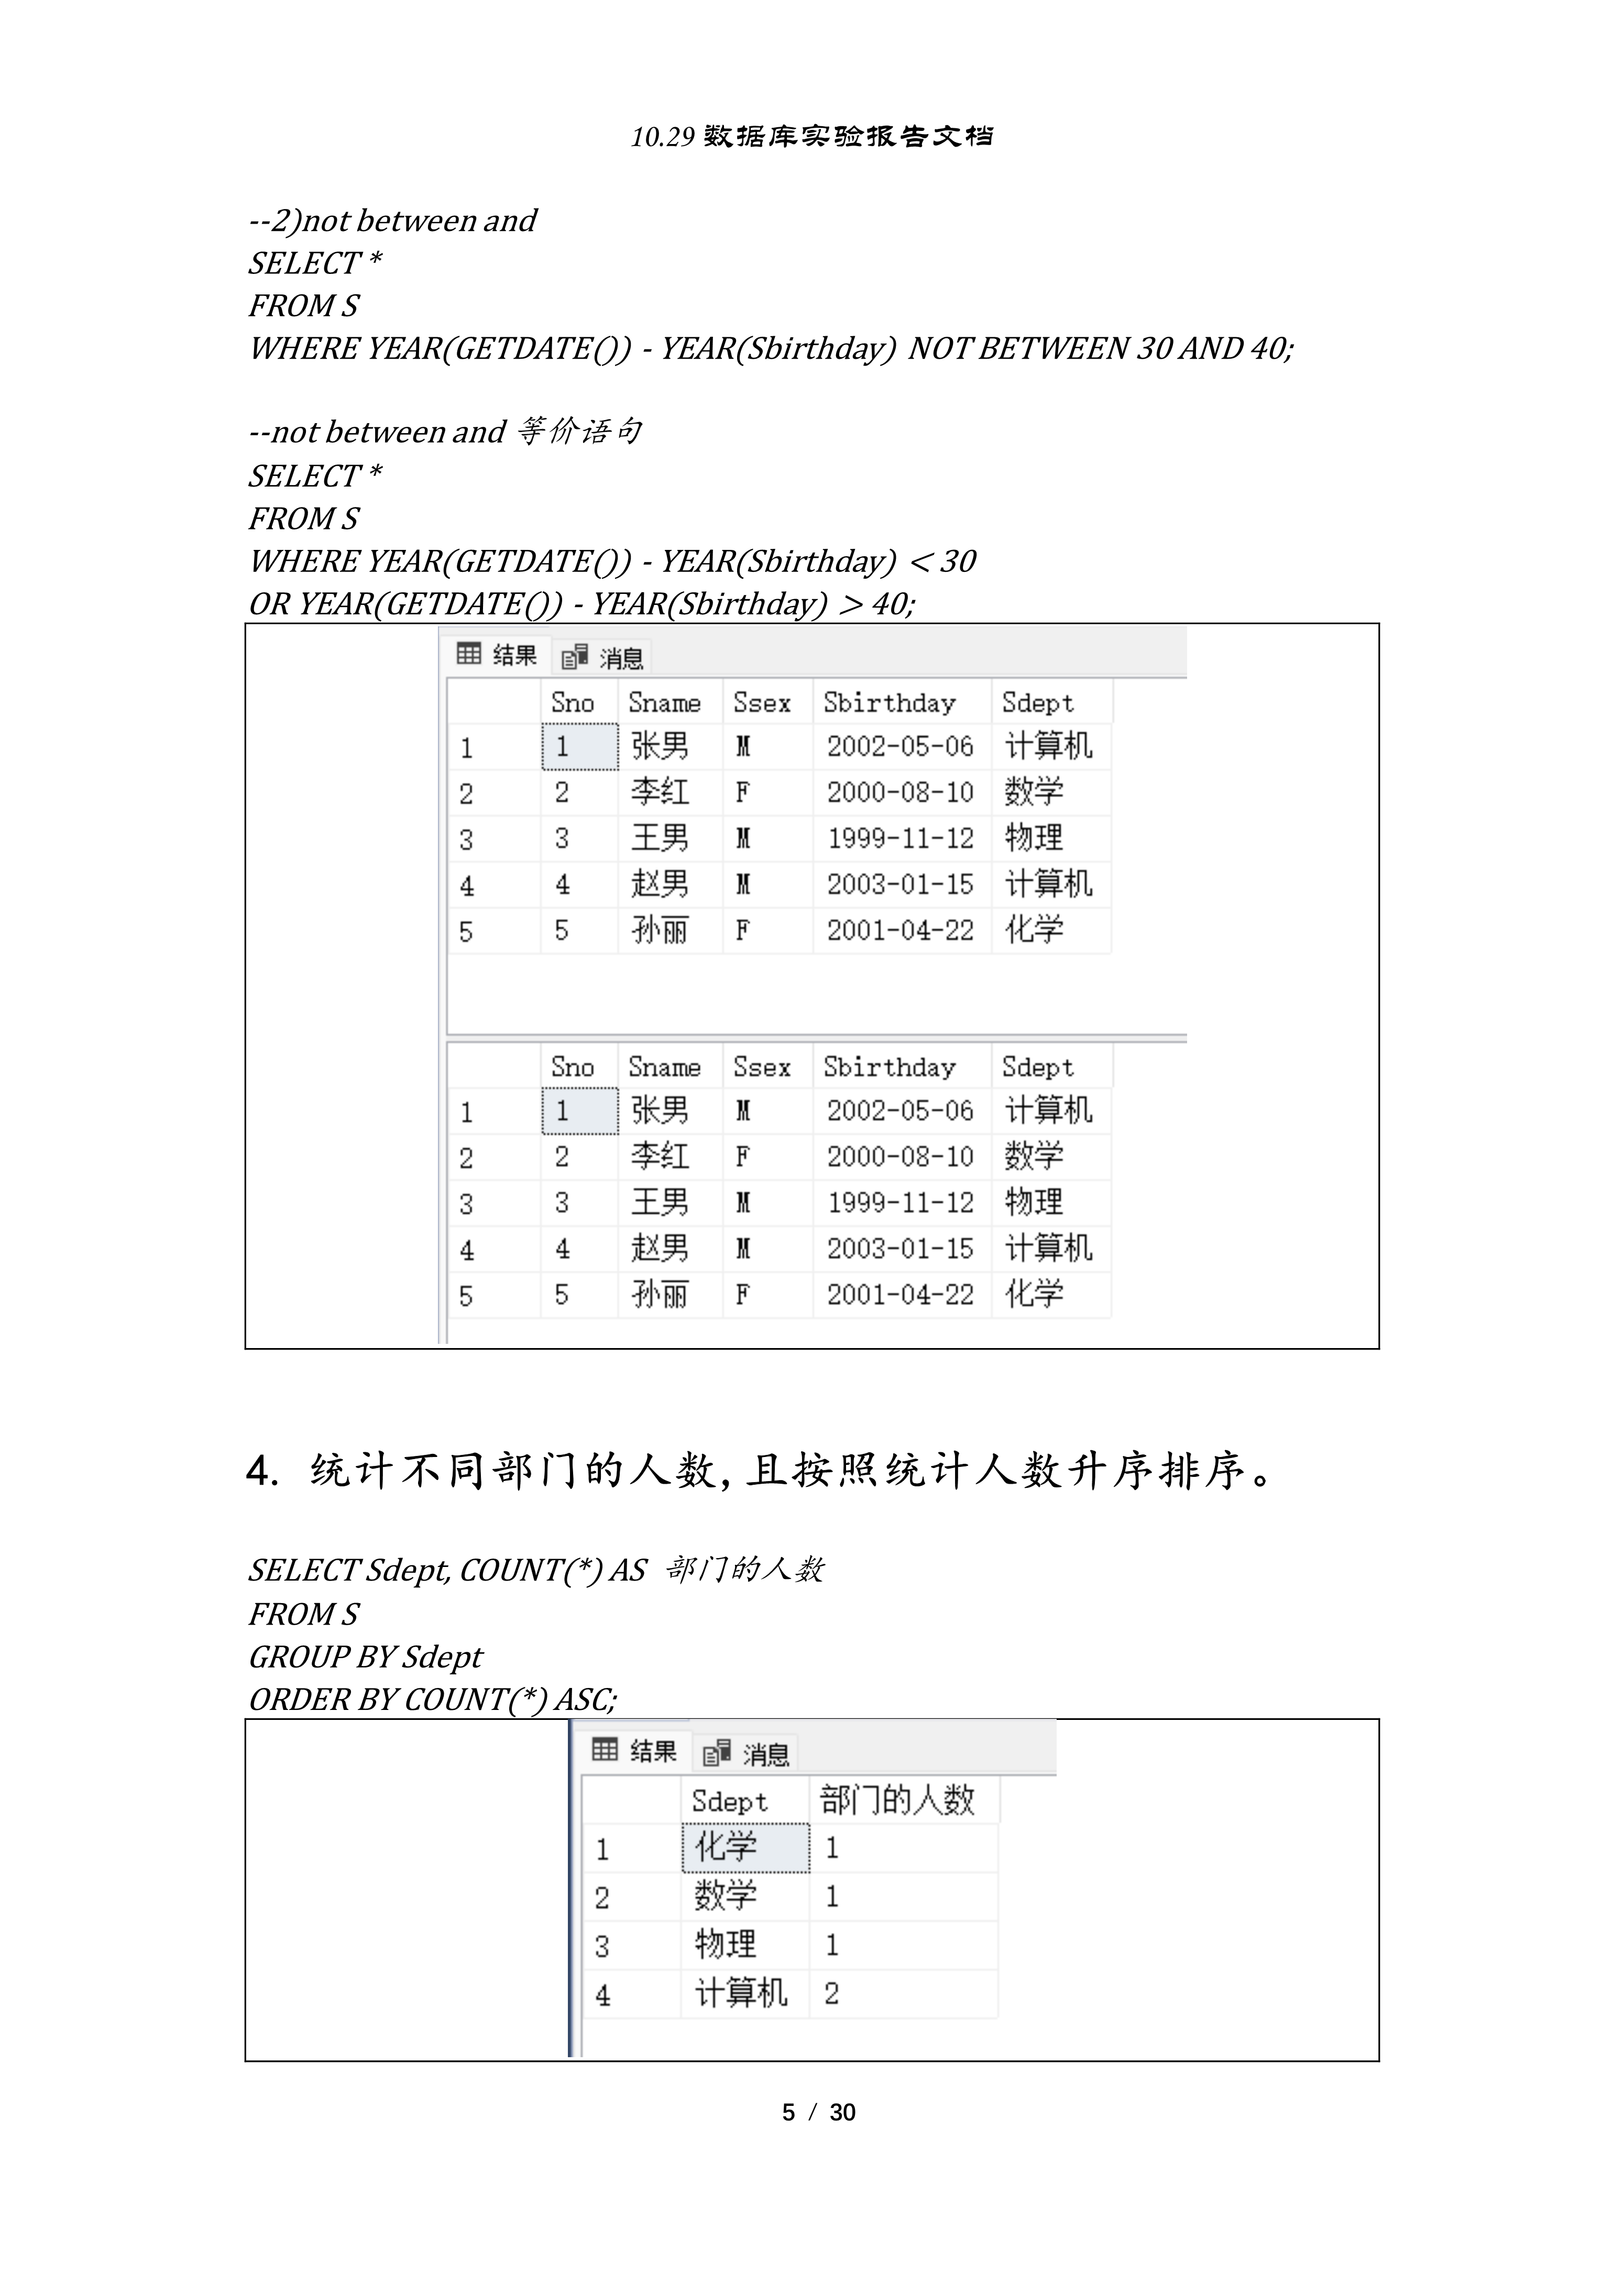 10.29 数据库实验报告文档
--2)not between and
SELECT *
FROM S
WHERE YEAR(GETDATE()) - YEAR(Sbirthday) NOT BETWEEN 30 AND 40;
--not between and 等价语句
SELECT *
FROM S
WHERE YEAR(GETDATE()) - YEAR(Sbirthday) < 30
OR YEAR(GETDATE()) - YEAR(Sbirthday) > 40;
结果 消息
Sno Sname Ssex Sbirthday Sdept
1 1 张男 M 2002-05-06 计算机
2 2 李红 F 2000-08-10 数学
3 3 王男 M 1999-11-12 物理
4 4 赵男 M 2003-01-15 计算机
5 5 孙丽 F 2001-04-22 化学
Sno Sname Ssex Sbirthday Sdept
1 1 张男 M 2002-05-06 计算机
2 2 李红 F 2000-08-10 数学
3 3 王男 M 1999-11-12 物理
4 4 赵男 M 2003-01-15 计算机
5 5 孙丽 F 2001-04-22 化学
4. 统计不同部门的人数,且按照统计人数升序排序。
SELECT Sdept, COUNT(*) AS 部门的人数
FROM S
GROUP BY Sdept
ORDER BY COUNT(*) ASC;
结果 消息
Sdept 部门的人数
1 化学 1
2 数学 1
3 物理 1
4 计算机 2
5 / 30